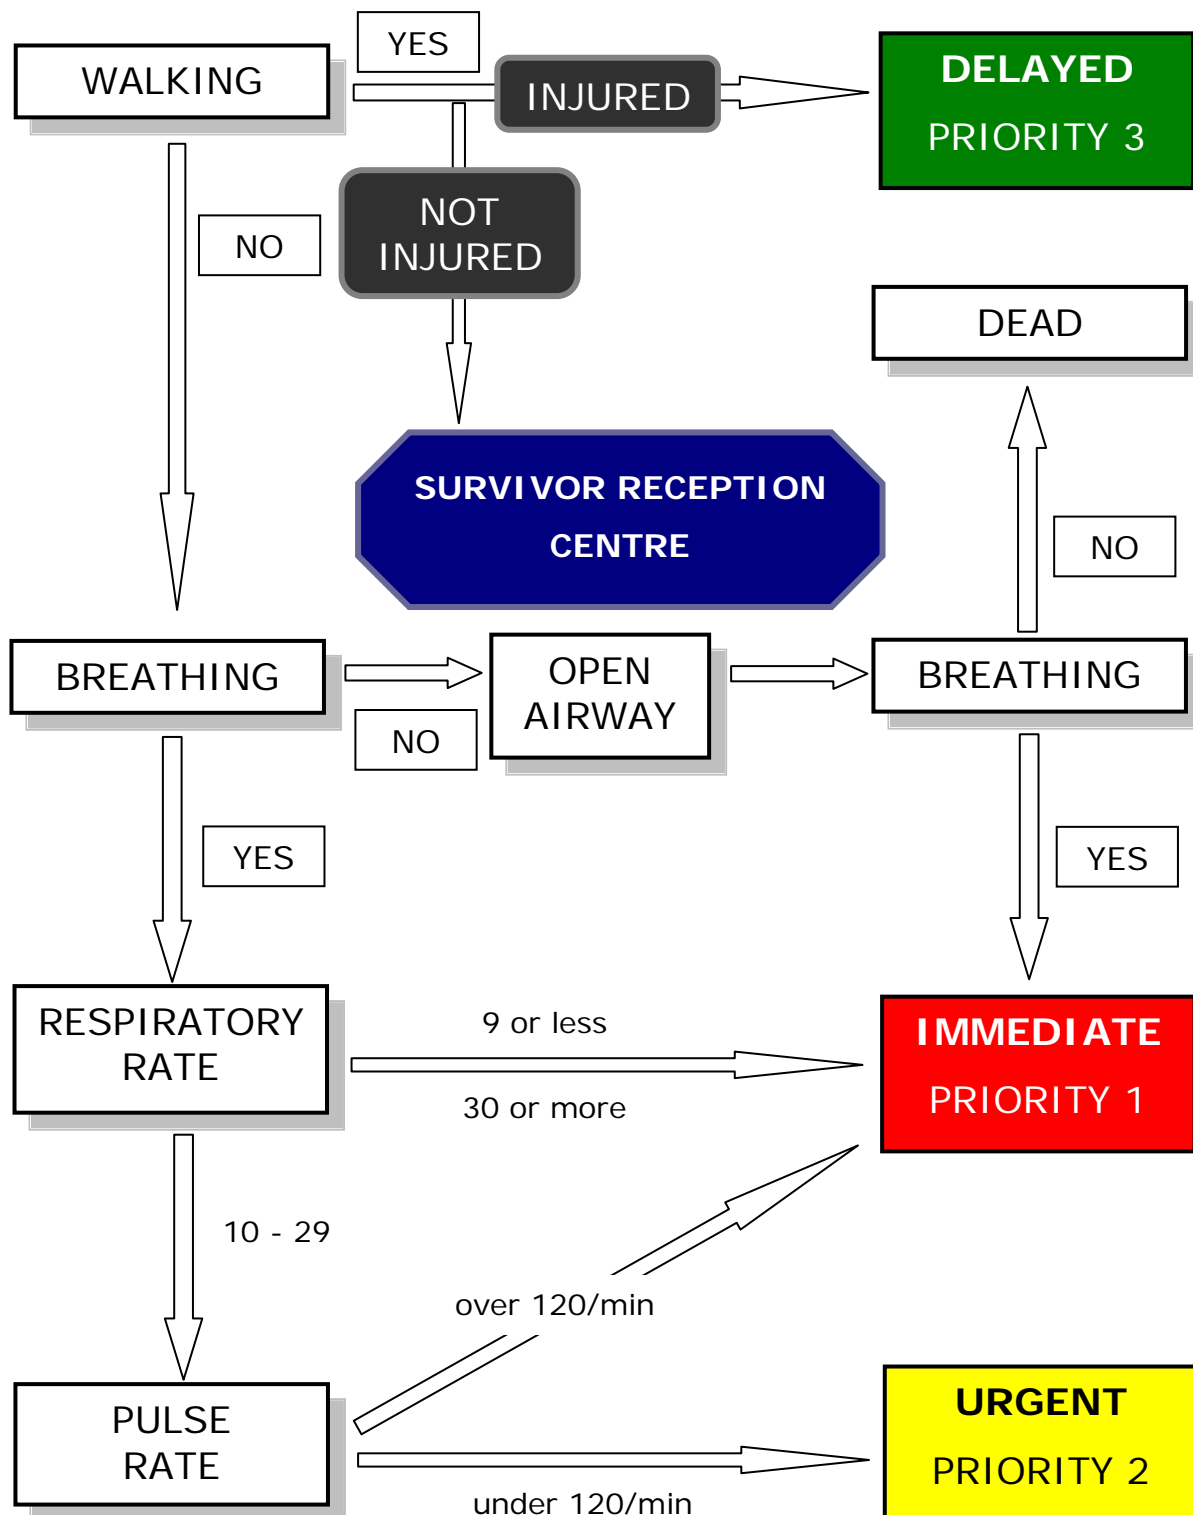 YES
WALKING
INJURED
DELAYED
PRIORITY 3
NO
NOT
INJURED
DEAD
SURVIVOR RECEPTION
CENTRE
NO
BREATHING
OPEN
AIRWAY
BREATHING
NO
YES
YES
RESPIRATORY
RATE
9 or less
30 or more
IMMEDIATE
PRIORITY 1
10 - 29
over 120/min
PULSE
RATE
under 120/min
URGENT
PRIORITY 2